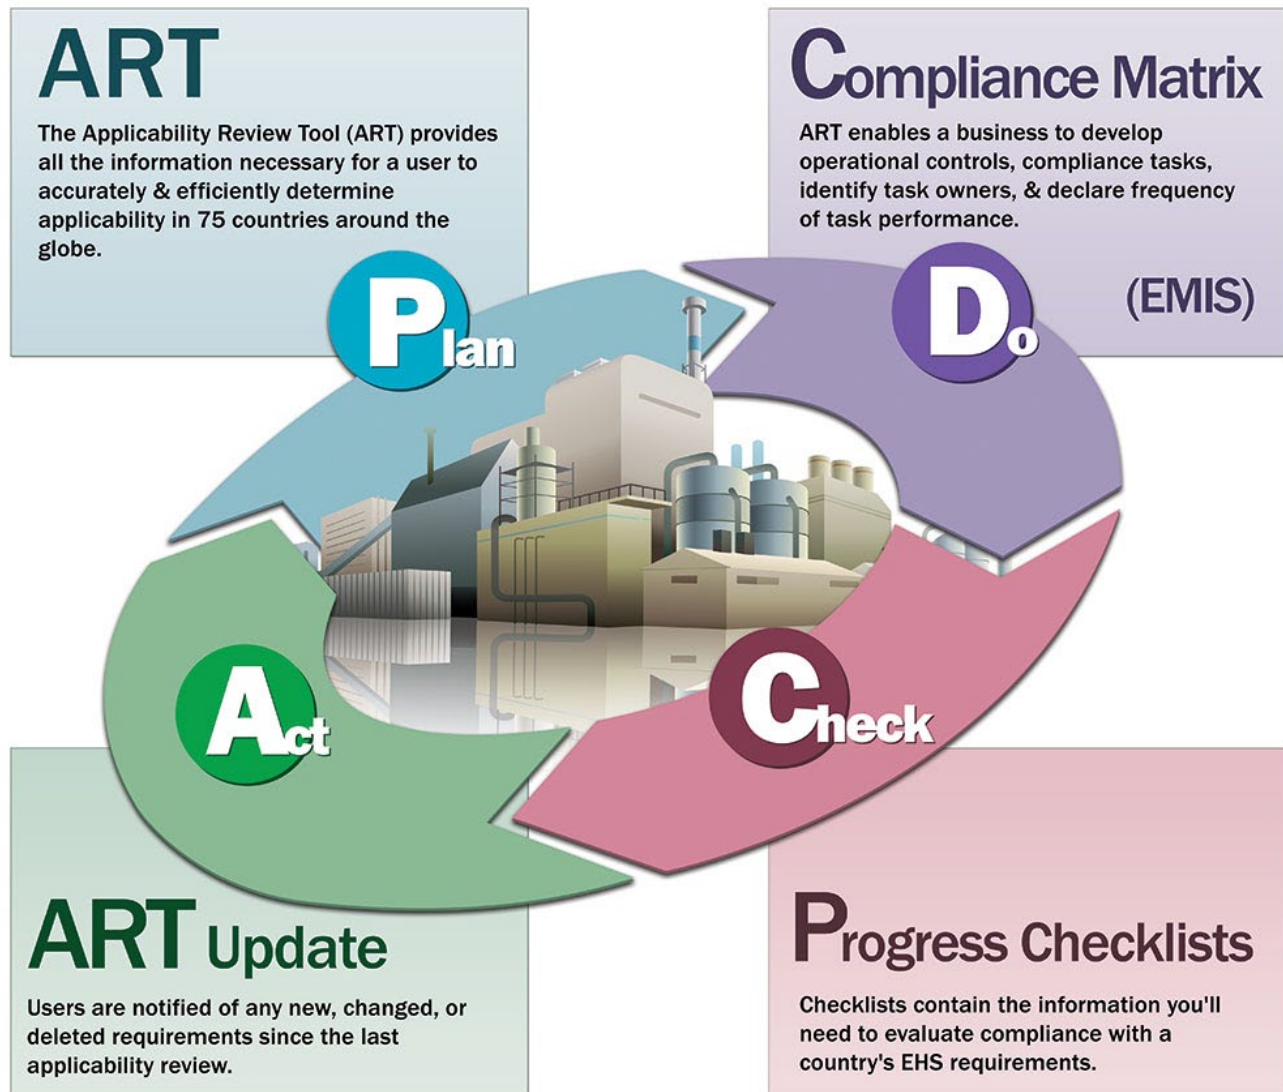 ART
The Applicability Review Tool (ART) provides
all the information necessary for a user to
accurately & efficiently determine
applicability in 75 countries around the
globe.
Compliance Matrix
ART enables a business to develop
operational controls, compliance tasks,
identify task owners, & declare frequency
of task performance.
(EMIS)
Plan
Do
Act
Check
ART Update
Users are notified of any new, changed, or
deleted requirements since the last
applicability review.
Progress Checklists
Checklists contain the information you'll
need to evaluate compliance with a
country's EHS requirements.